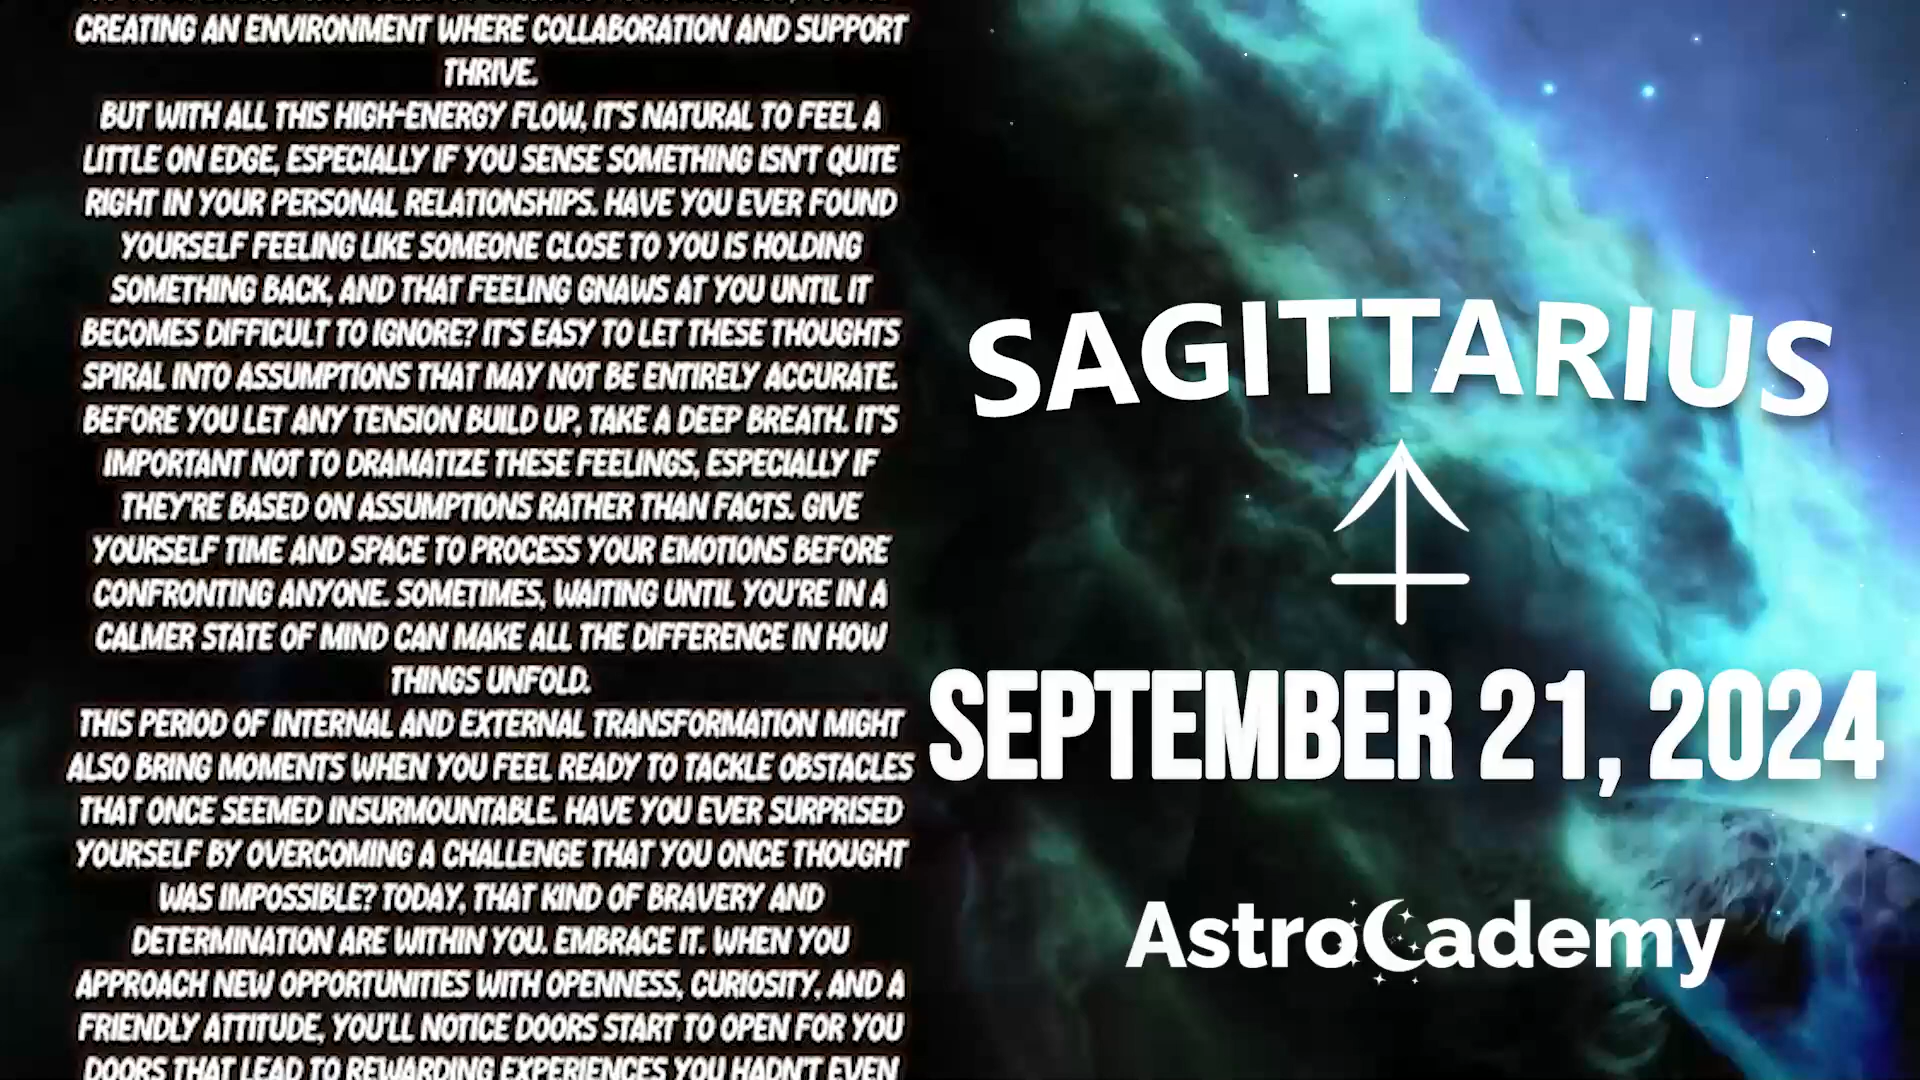 CREATING AN ENVIRONMENT WHERE COLLABORATION AND SUPPORT
THRIVE.
BUT WITH ALL THIS HIGH-ENERGY FLOW, IT'S NATURAL TO FEEL A
LITTLE ON EDGE, ESPECIALLY IF YOU SENSE SOMETHING ISN'T QUITE
RIGHT IN YOUR PERSONAL RELATIONSHIPS. HAVE YOU EVER FOUND
YOURSELF FEELING LIKE SOMEONE CLOSE TO YOU IS HOLDING
SOMETHING BACK, AND THAT FEELING GNAWS AT YOU UNTIL IT
BECOMES DIFFICULT TO IGNORE? IT'S EASY TO LET THESE THOUGHTS
SPIRAL INTO ASSUMPTIONS THAT MAY NOT BE ENTIRELY ACCURATE.
BEFORE YOU LET ANY TENSION BUILD UP, TAKE A DEEP BREATH. IT'S
IMPORTANT NOT TO DRAMATIZE THESE FEELINGS, ESPECIALLY IF
THEY'RE BASED ON ASSUMPTIONS RATHER THAN FACTS. GIVE
YOURSELF TIME AND SPACE TO PROCESS YOUR EMOTIONS BEFORE
CONFRONTING ANYONE. SOMETIMES, WAITING UNTIL YOU'RE IN A
CALMER STATE OF MIND CAN MAKE ALL THE DIFFERENCE IN HOW
THINGS UNFOLD.
THIS PERIOD OF INTERNAL AND EXTERNAL TRANSFORMATION MIGHT
ALSO BRING MOMENTS WHEN YOU FEEL READY TO TACKLE OBSTACLES
THAT ONCE SEEMED INSURMOUNTABLE. HAVE YOU EVER SURPRISED
YOURSELF BY OVERCOMING A CHALLENGE THAT YOU ONCE THOUGHT
WAS IMPOSSIBLE? TODAY, THAT KIND OF BRAVERY AND
DETERMINATION ARE WITHIN YOU. EMBRACE IT. WHEN YOU
APPROACH NEW OPPORTUNITIES WITH OPENNESS, CURIOSITY, AND A
FRIENDLY ATTITUDE, YOU'LL NOTICE DOORS START TO OPEN FOR YOU
DOORS THAT LEAD TO REWARDING EXPERIENCES YOU HADN'T EVEN
SAGITTARIUS
SEPTEMBER 21, 2024
AstroCademy